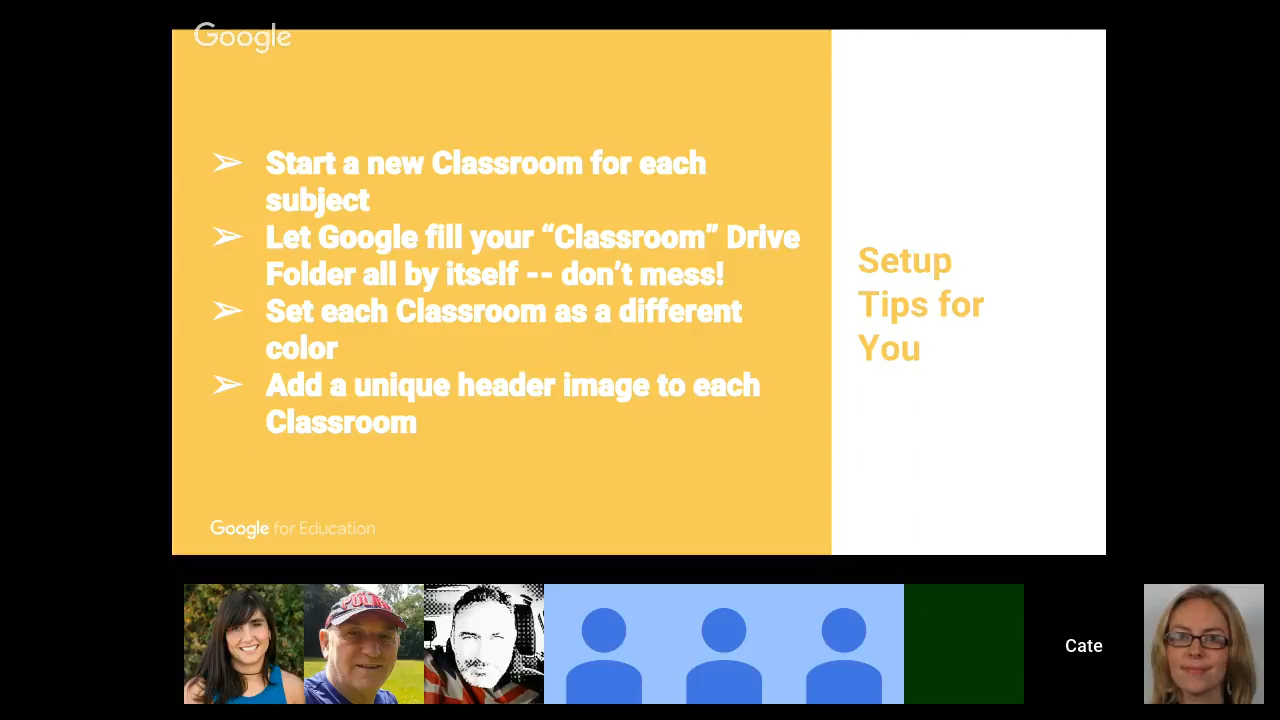 Google
➢ Start a new Classroom for each
subject
➢ Let Google fill your “Classroom” Drive
Folder all by itself -- don’t mess!
➢ Set each Classroom as a different
color
➢ Add a unique header image to each
Classroom
Setup
Tips for
You
Google for Education
Cate